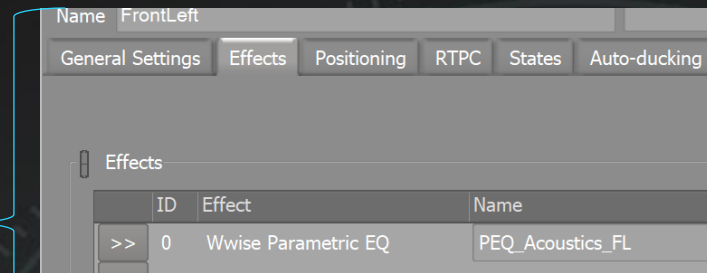 Name FrontLeft
General Settings Effects Positioning RTPC States Auto-ducking
Effects
ID Effect Name
>> 0 Wwise Parametric EQ PEQ_Acoustics_FL